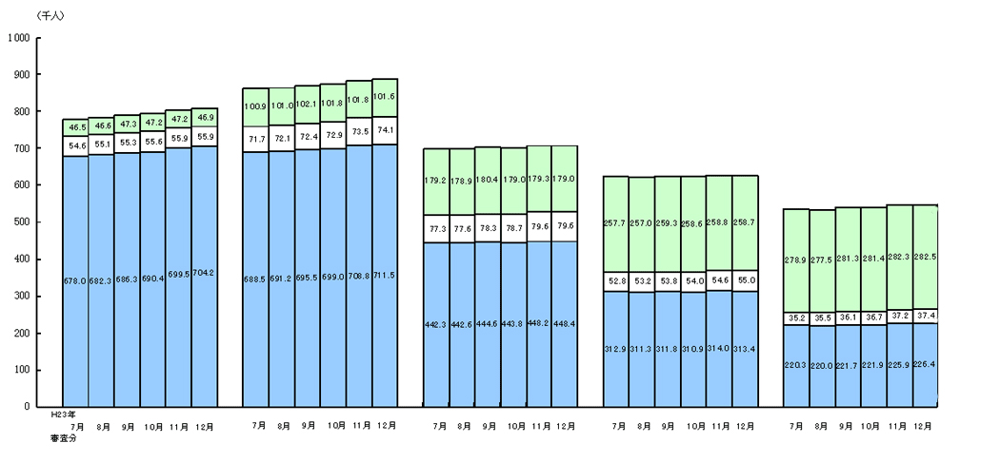 （千人）
1000
900
800
700
600
500
400
300
200
100
0
46.5 46.6 47.3 47.2 47.2 46.9
54.6 55.1 55.3 55.6 55.9 55.9
678.0 682.3 686.3 690.4 699.5 704.2
100.9 101.0 102.1 101.8 101.8 101.6
71.7 72.1 72.4 72.9 73.5 74.1
688.5 691.2 695.5 699.0 708.8 711.5
179.2 178.9 180.4 179.0 179.3 179.0
77.3 77.6 78.3 78.7 79.6 79.6
442.3 442.6 444.6 443.8 448.2 448.4
257.7 257.0 259.3 258.6 258.8 258.7
52.8 53.2 53.8 54.0 54.6 55.0
312.9 311.3 311.8 310.9 314.0 313.4
278.9 277.5 281.3 281.4 282.3 282.5
35.2 35.5 36.1 36.7 37.2 37.4
220.3 220.0 221.7 221.9 225.9 226.4
H23年
7月 8月 9月 10月 11月 12月
審査分
7月 8月 9月 10月 11月 12月
7月 8月 9月 10月 11月 12月
7月 8月 9月 10月 11月 12月
7月 8月 9月 10月 11月 12月